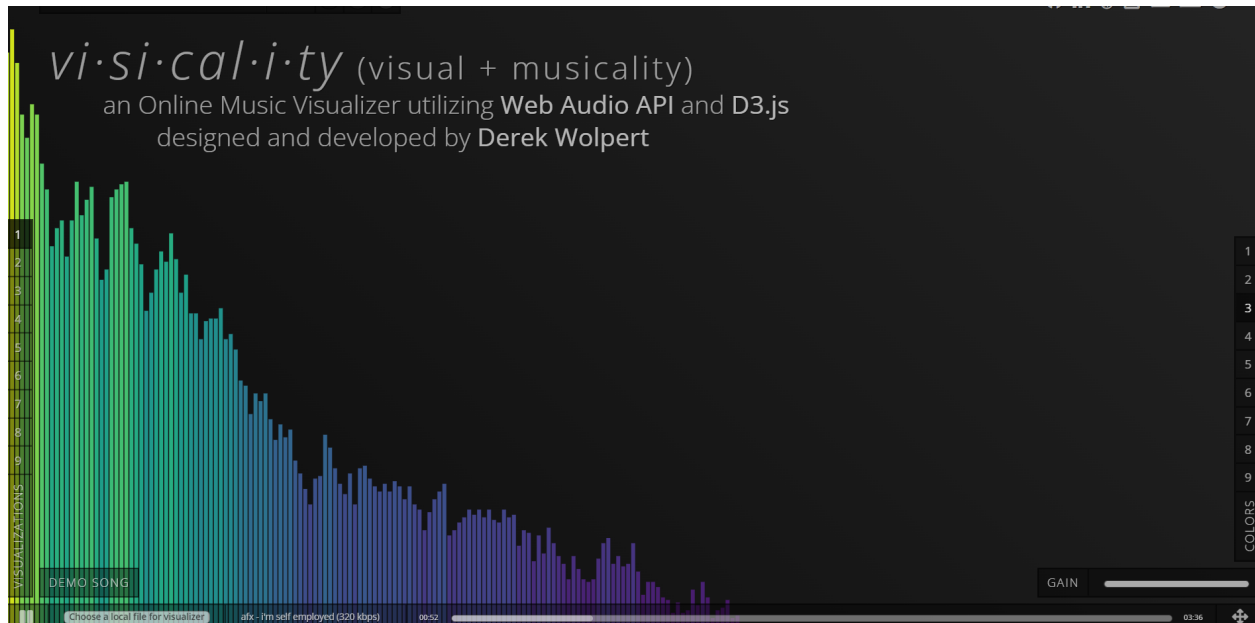 vi·si·cal·i·ty (visual + musicality)
an Online Music Visualizer utilizing Web Audio API and D3.js
designed and developed by Derek Wolpert
1
2
3
4
5
6
7
8
9
VISUALIZATIONS
1
2
3
4
5
6
7
8
9
COLORS
DEMO SONG
GAIN
Choose a local file for visualizer
afx - i'm self employed (320 kbps)
00:52
03:36